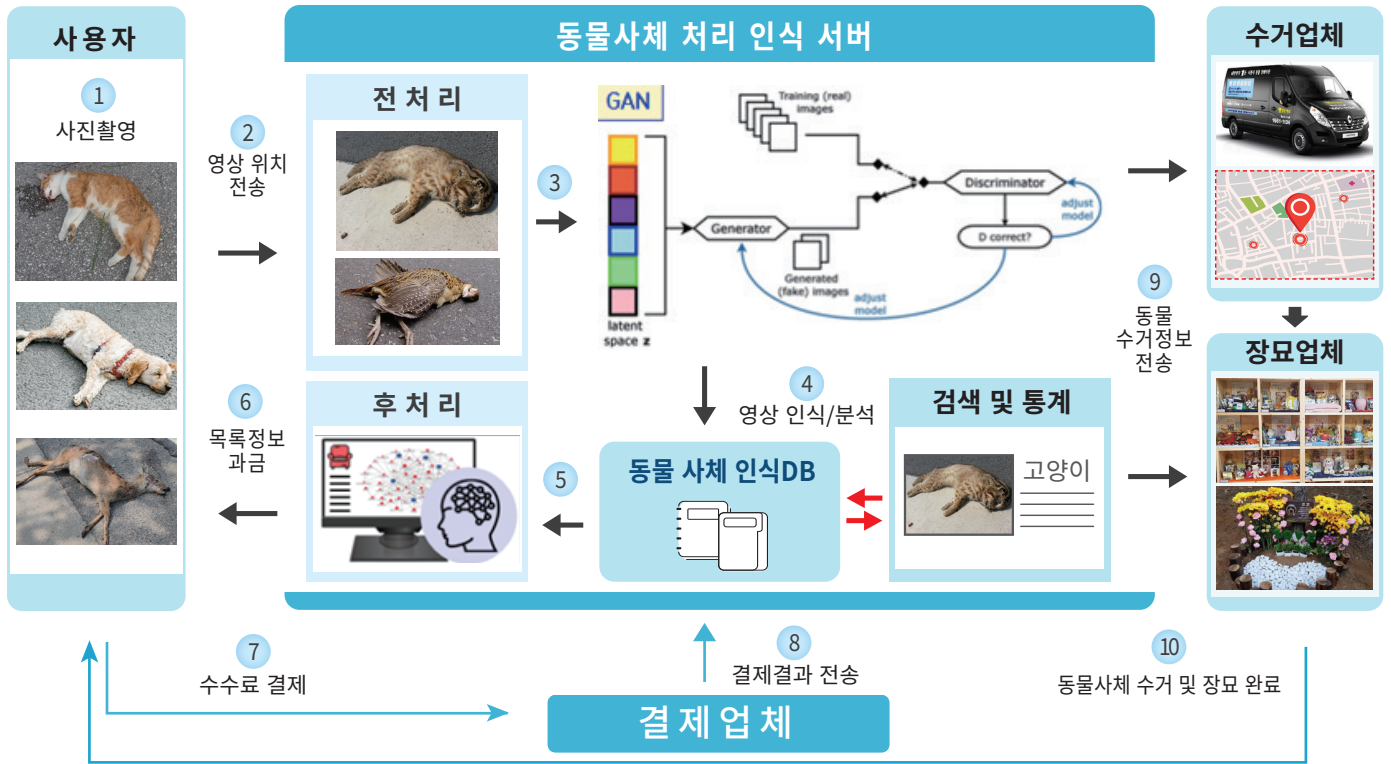 사용자
1
사진촬영
2
영상 위치
전송
동물사체 처리 인식 서버
전 처 리
3
GAN
Training (real)
images
Generator
Discriminator
adjust
model
D correct?
Generated
(fake) images
adjust
model
latent
space z
4
영상 인식/분석
동물 사체 인식DB
검색 및 통계
고양이
5
후 처 리
6
목록정보
과금
7
수수료 결제
8
결제결과 전송
결제업체
수거업체
9
동물
수거정보
전송
장묘업체
10
동물사체 수거 및 장묘 완료